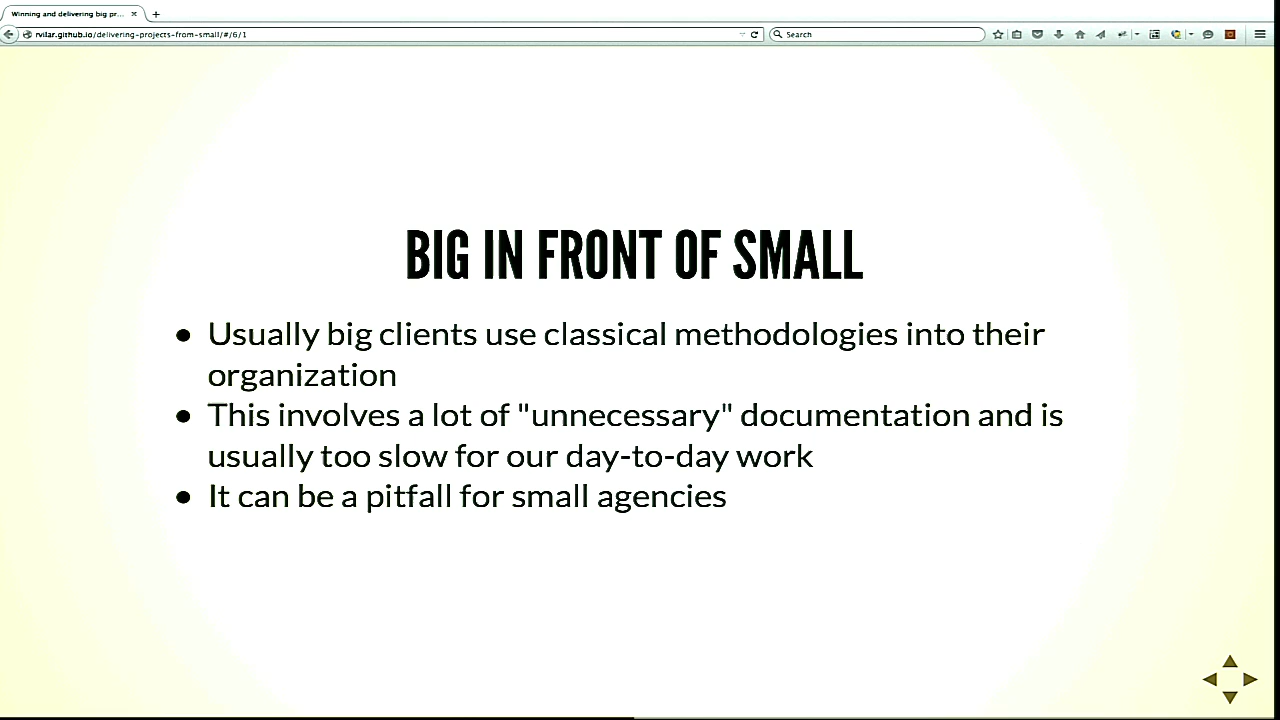 Winning and delivering big pr...
rvilar.github.io/delivering-projects-from-small/#/6/1
Search
BIG IN FRONT OF SMALL
Usually big clients use classical methodologies into their
organization
This involves a lot of "unnecessary" documentation and is
usually too slow for our day-to-day work
It can be a pitfall for small agencies